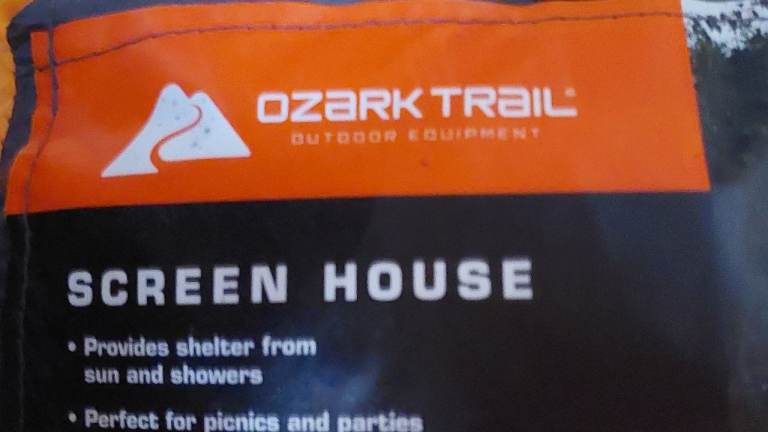 OZARK TRAIL®
OUTDOOR EQUIPMENT
SCREEN HOUSE
• Provides shelter from
sun and showers
• Perfect for picnics and parties